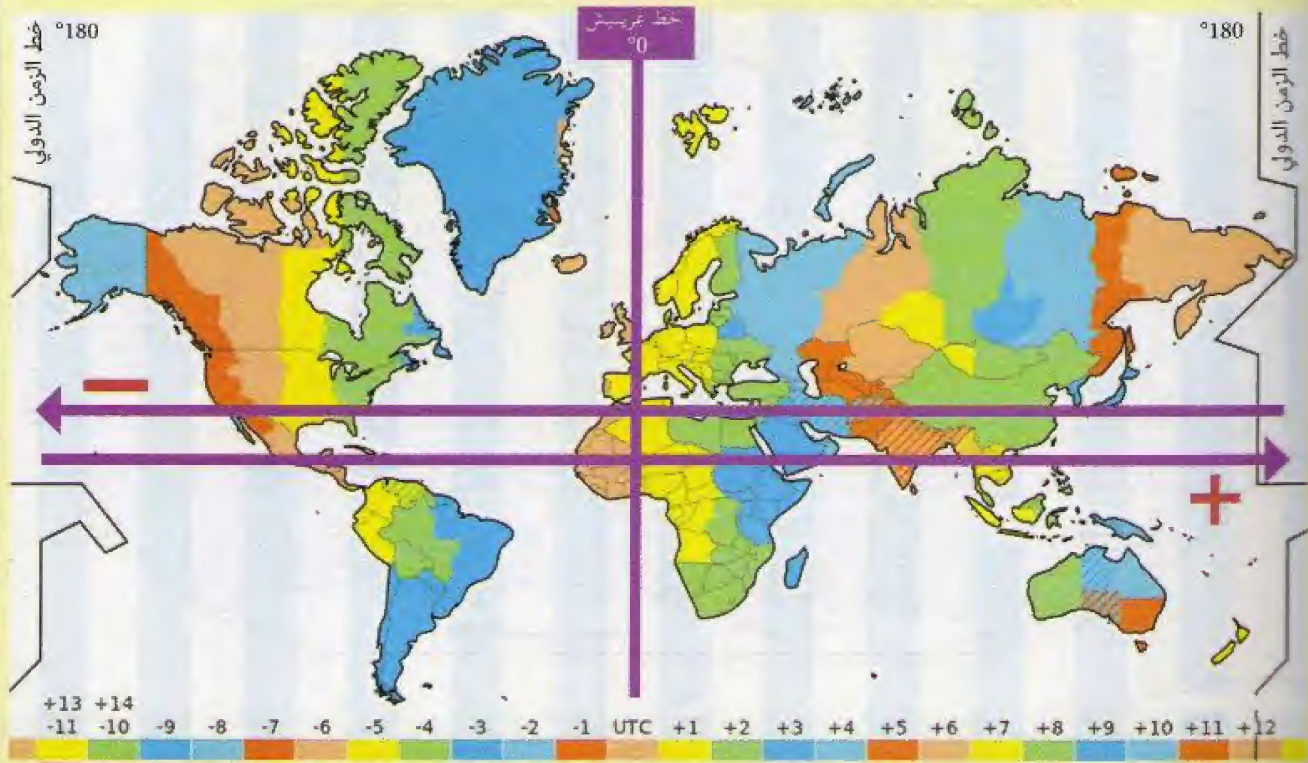 °180
خط الزمن الدولي
خط غرينتش
°0
°180
خط الزمن الدولي
+13 +14
-11 -10 -9 -8 -7 -6 -5 -4 -3 -2 -1 UTC +1 +2 +3 +4 +5 +6 +7 +8 +9 +10 +11 +12